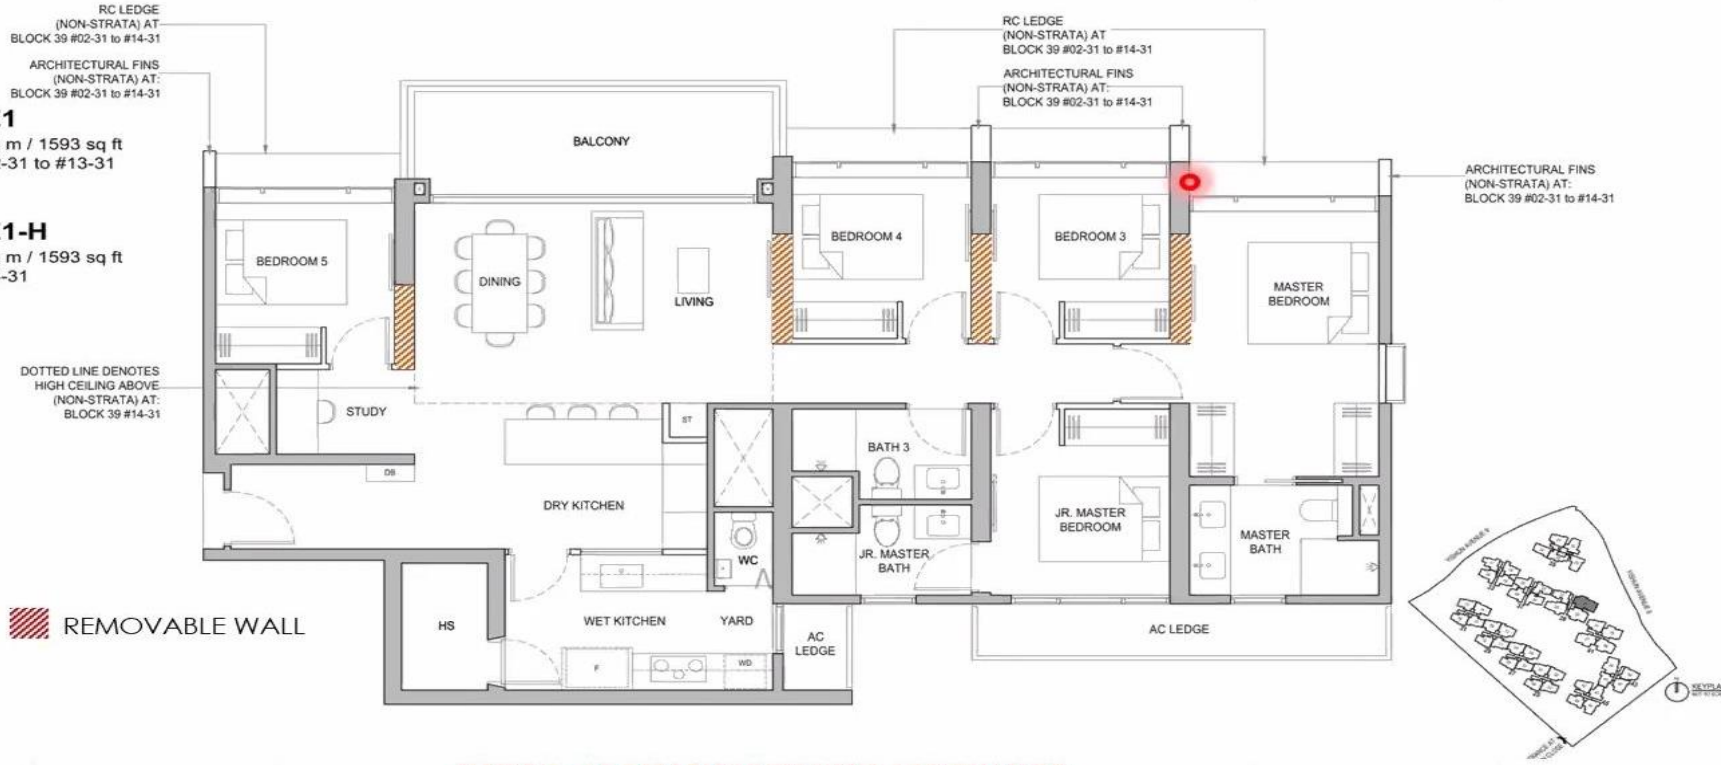 RC LEDGE
(NON-STRATA) AT
BLOCK 39 #02-31 to #14-31
ARCHITECTURAL FINS
(NON-STRATA) AT:
BLOCK 39 #02-31 to #14-31
1
m / 1593 sq ft
-31 to #13-31
1-H
m / 1593 sq ft
-31
DOTTED LINE DENOTES
HIGH CEILING ABOVE
(NON-STRATA) AT:
BLOCK 39 #14-31
RC LEDGE
(NON-STRATA) AT
BLOCK 39 #02-31 to #14-31
ARCHITECTURAL FINS
(NON-STRATA) AT:
BLOCK 39 #02-31 to #14-31
ARCHITECTURAL FINS
(NON-STRATA) AT:
BLOCK 39 #02-31 to #14-31
BALCONY
BEDROOM 5
DINING
LIVING
BEDROOM 4
BEDROOM 3
MASTER
BEDROOM
STUDY
ST
DB
BATH 3
DRY KITCHEN
WC
JR. MASTER
BATH
JR. MASTER
BEDROOM
MASTER
BATH
HS
WET KITCHEN
YARD
F
WD
AC
LEDGE
AC LEDGE
REMOVABLE WALL
YISHUN AVENUE 9
KEYPLA